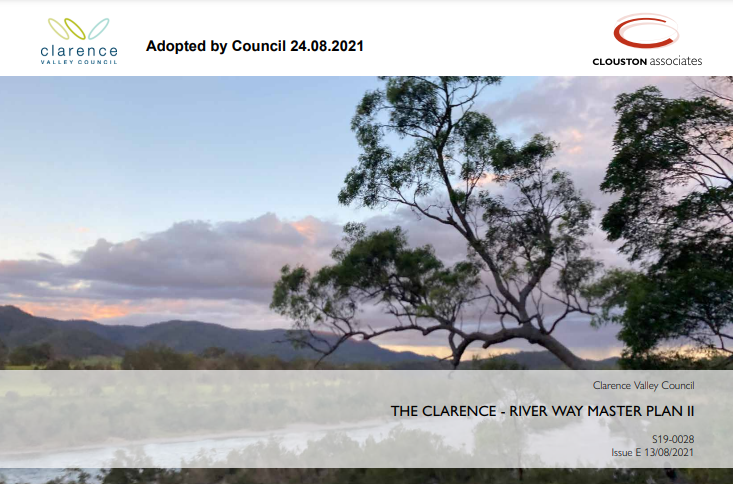 clarence
VALLEY COUNCIL
Adopted by Council 24.08.2021
CLOUSTON associates
Clarence Valley Council
THE CLARENCE - RIVER WAY MASTER PLAN II
S19-0028
Issue E 13/08/2021